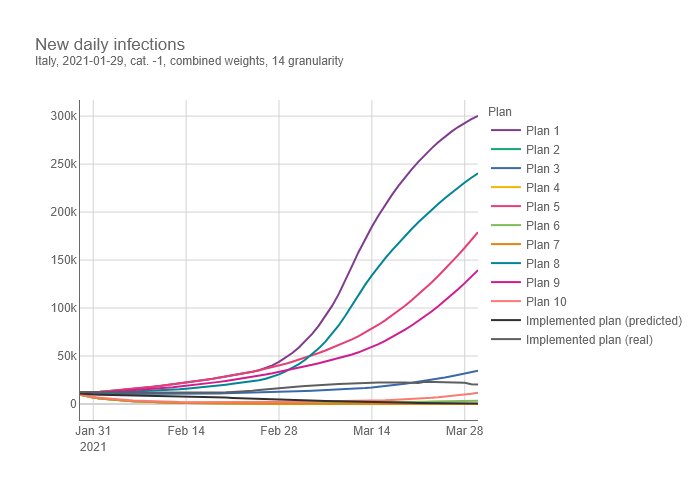 New daily infections
Italy, 2021-01-29, cat. -1, combined weights, 14 granularity
Plan
300k
250k
200k
150k
100k
50k
0
Plan 1
Plan 2
Plan 3
Plan 4
Plan 5
Plan 6
Plan 7
Plan 8
Plan 9
Plan 10
Implemented plan (predicted)
Implemented plan (real)
Jan 31 Feb 14 Feb 28 Mar 14 Mar 28
2021